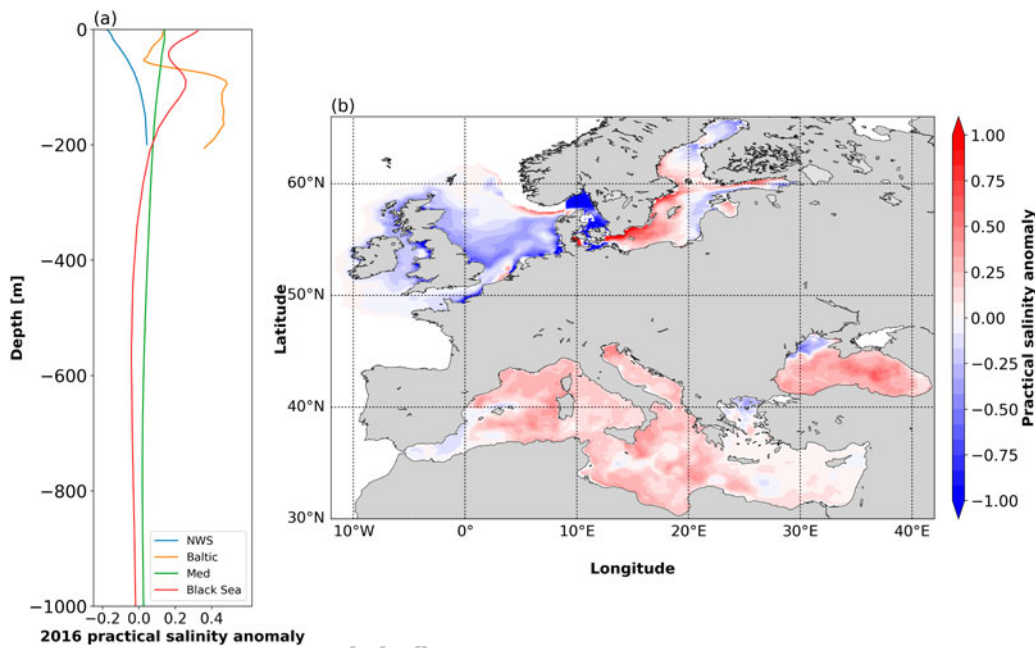 (a)
0
−200
−400
−600
−800
−1000
Depth [m]
NWS
Baltic
Med
Black Sea
−0.2 0.0 0.2 0.4
2016 practical salinity anomaly
(b)
60°N
50°N
40°N
30°N
Latitude
10°W 0° 10°E 20°E 30°E 40°E
Longitude
1.00
0.75
0.50
0.25
0.00
−0.25
−0.50
−0.75
−1.00
Practical salinity anomaly